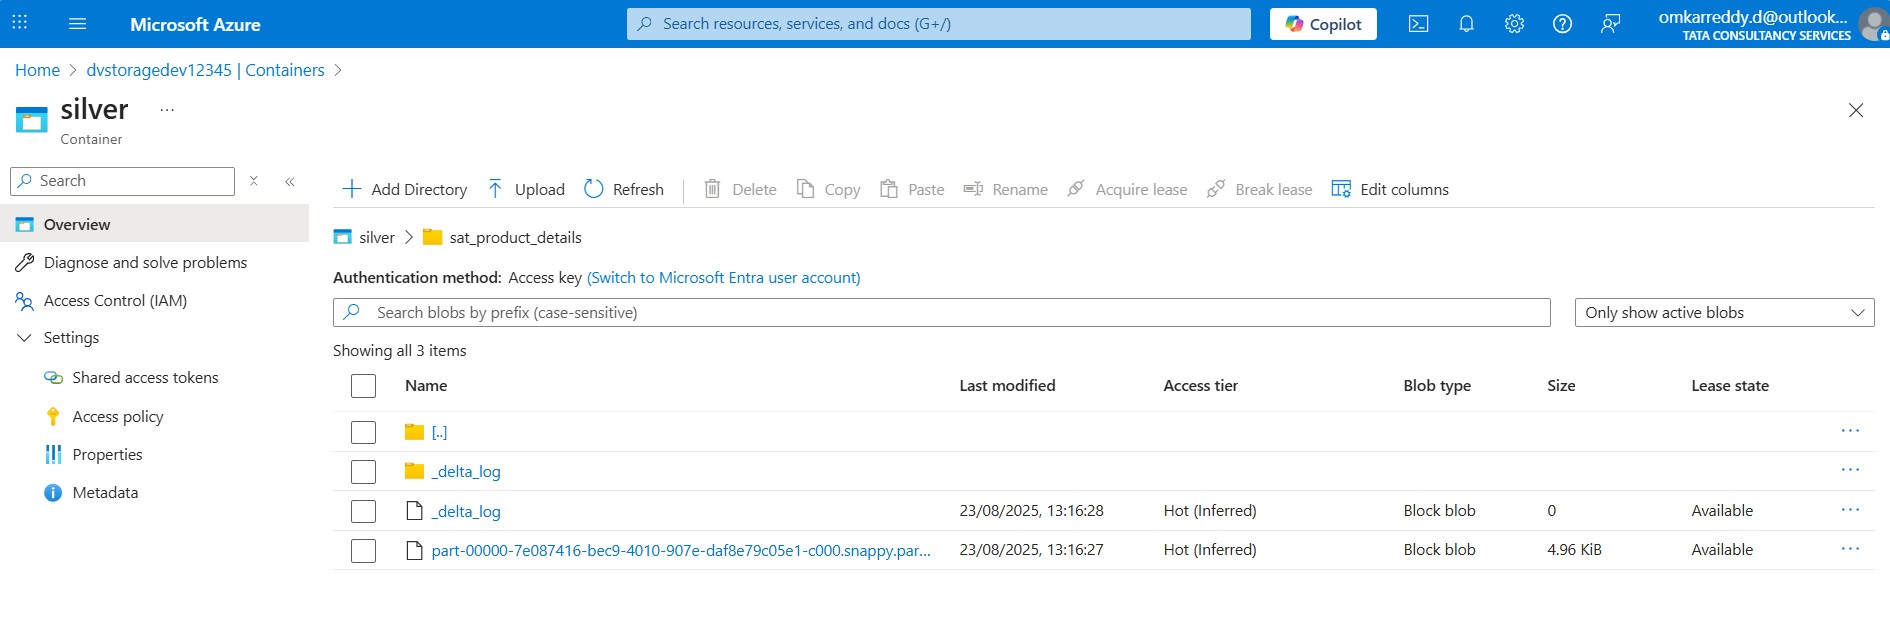 Microsoft Azure
Search resources, services, and docs (G+/)
Copilot
omkarreddy.d@outlook...
TATA CONSULTANCY SERVICES
Home > dvstoragedev12345 | Containers >
silver ...
Container
Search
Add Directory Upload Refresh Delete Copy Paste Rename Acquire lease Break lease Edit columns
Overview
Diagnose and solve problems
Access Control (IAM)
Settings
Shared access tokens
Access policy
Properties
Metadata
silver > sat_product_details
Authentication method: Access key (Switch to Microsoft Entra user account)
Search blobs by prefix (case-sensitive)
Only show active blobs
Showing all 3 items
Name Last modified Access tier Blob type Size Lease state
[..] ...
_delta_log ...
_delta_log 23/08/2025, 13:16:28 Hot (Inferred) Block blob 0 Available ...
part-00000-7e087416-bec9-4010-907e-daf8e79c05e1-c000.snappy.par... 23/08/2025, 13:16:27 Hot (Inferred) Block blob 4.96 KiB Available ...